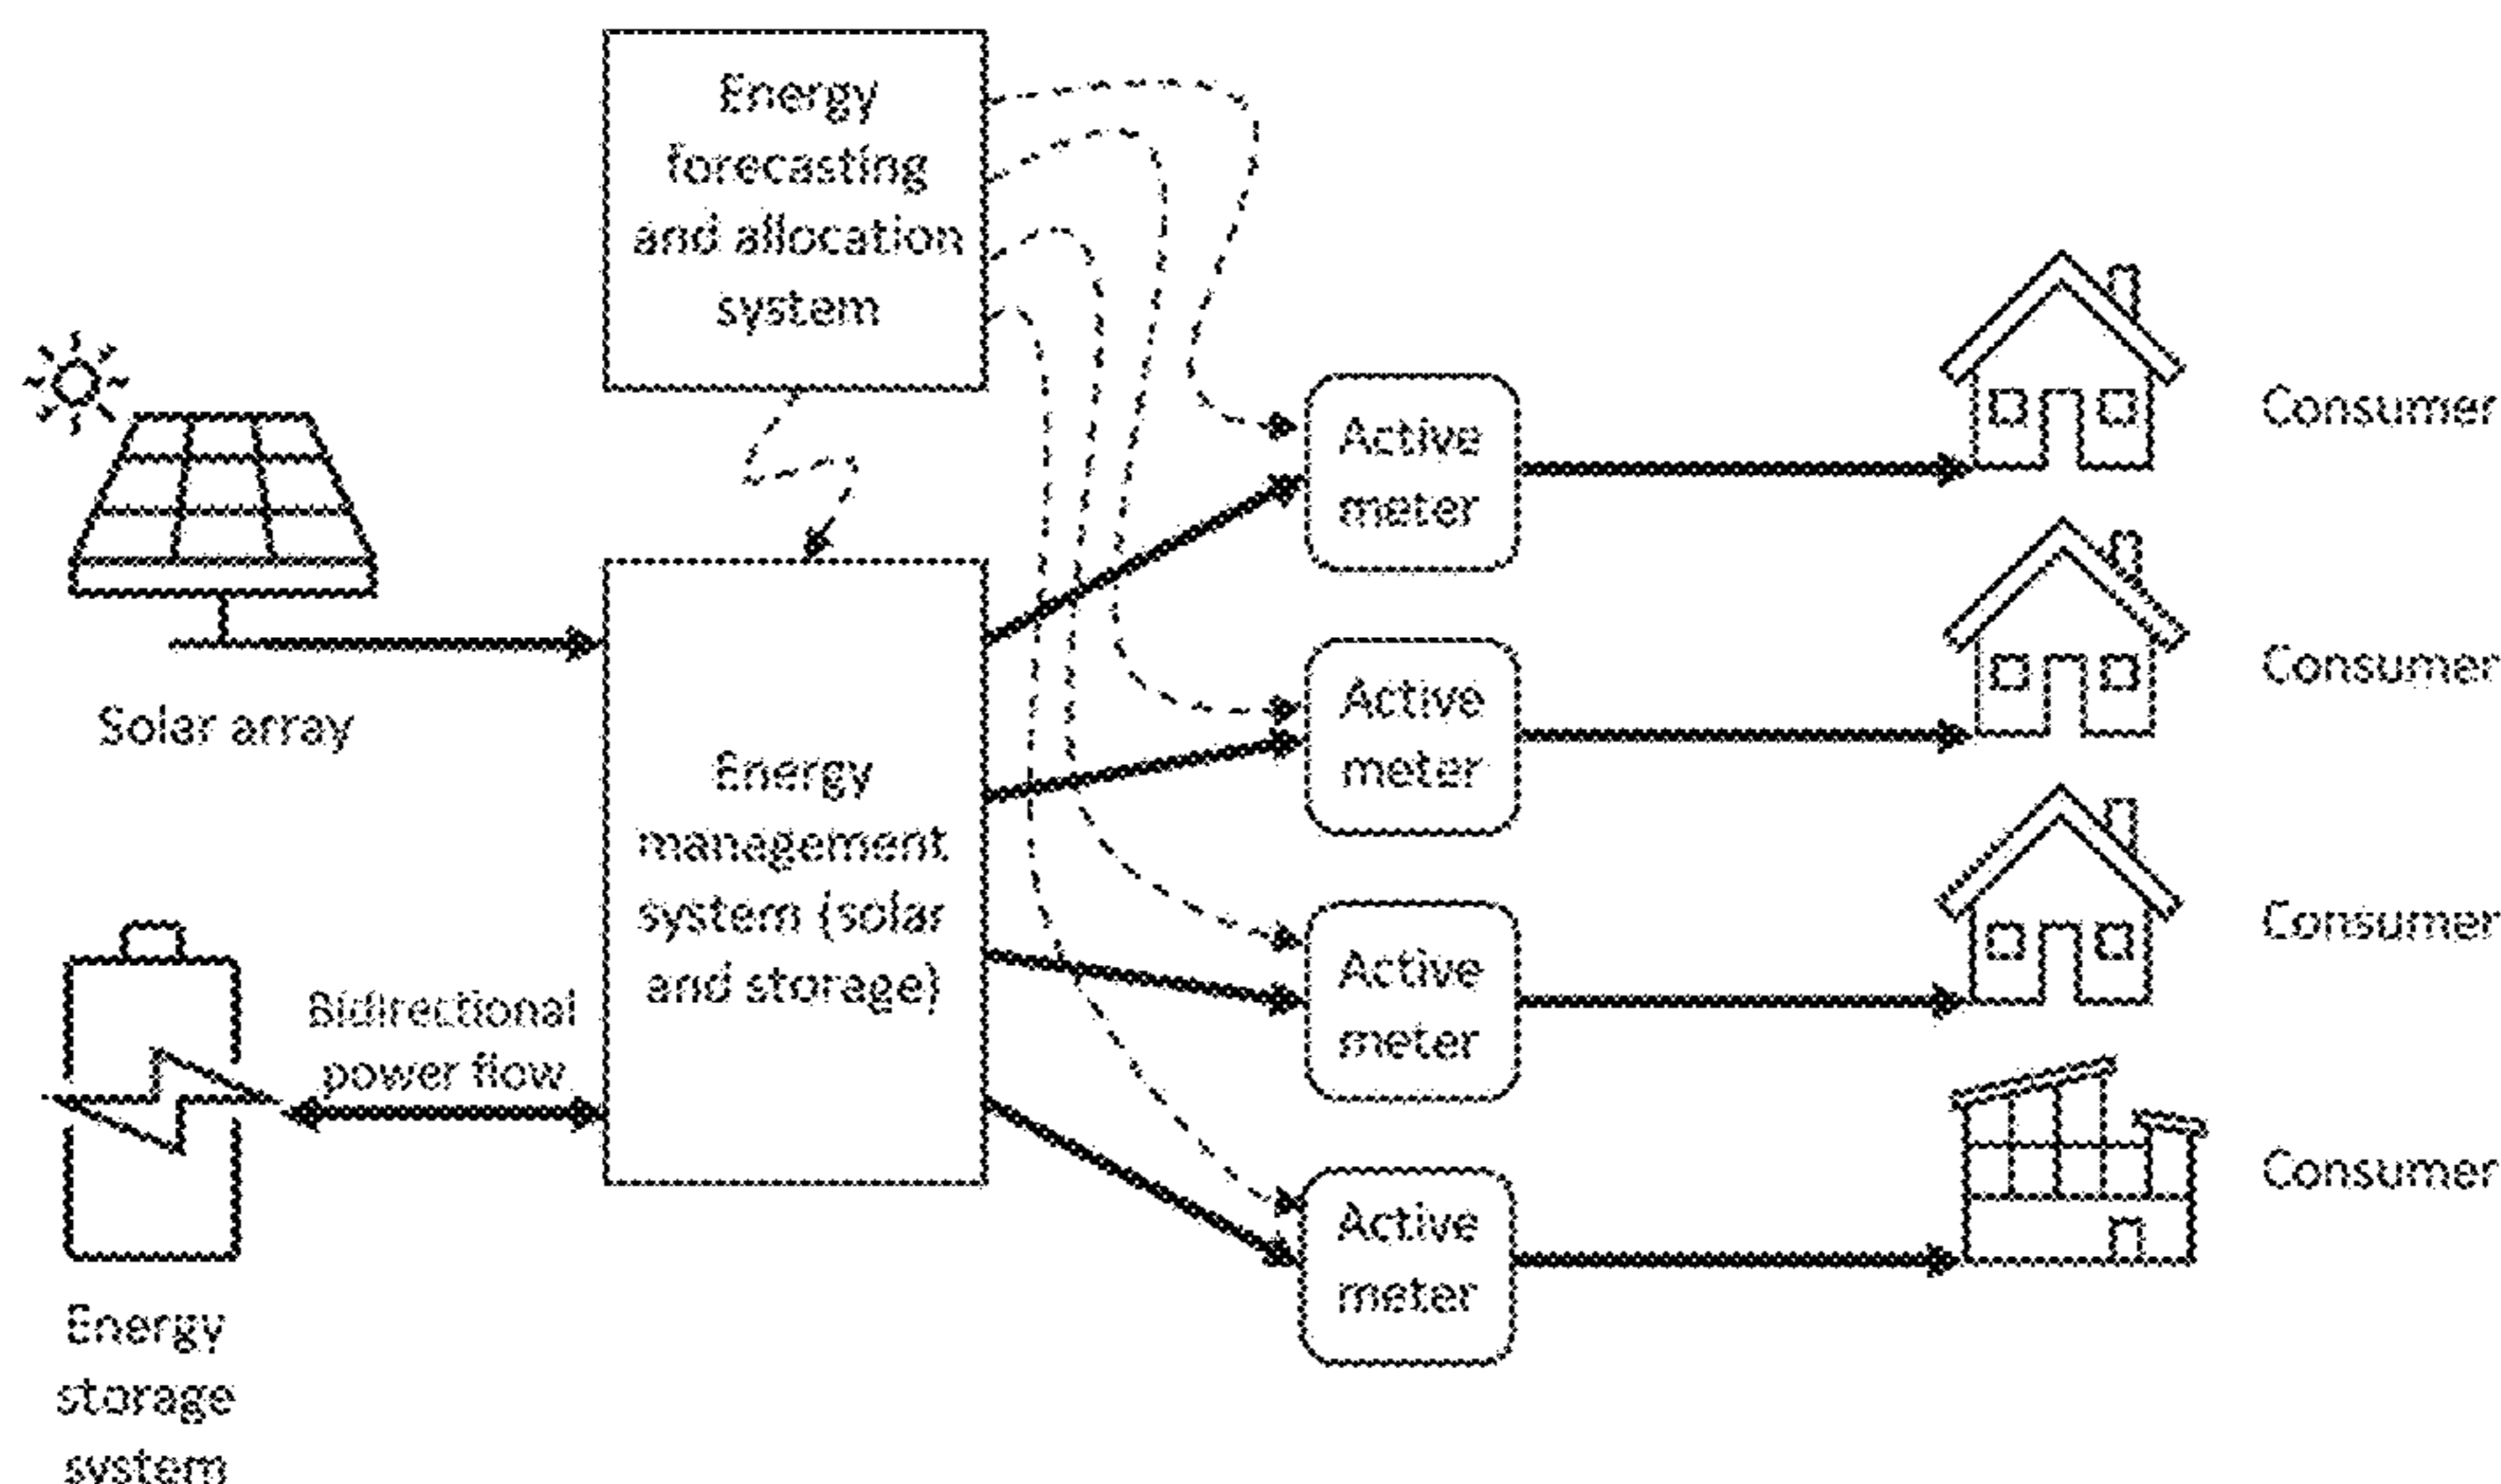 Energy
forecasting
and allocation
system
Solar array
Energy
management
system (solar
and storage)
Bidirectional
power flow
Energy
storage
system
Active
meter
Consumer
Active
meter
Consumer
Active
meter
Consumer
Active
meter
Consumer